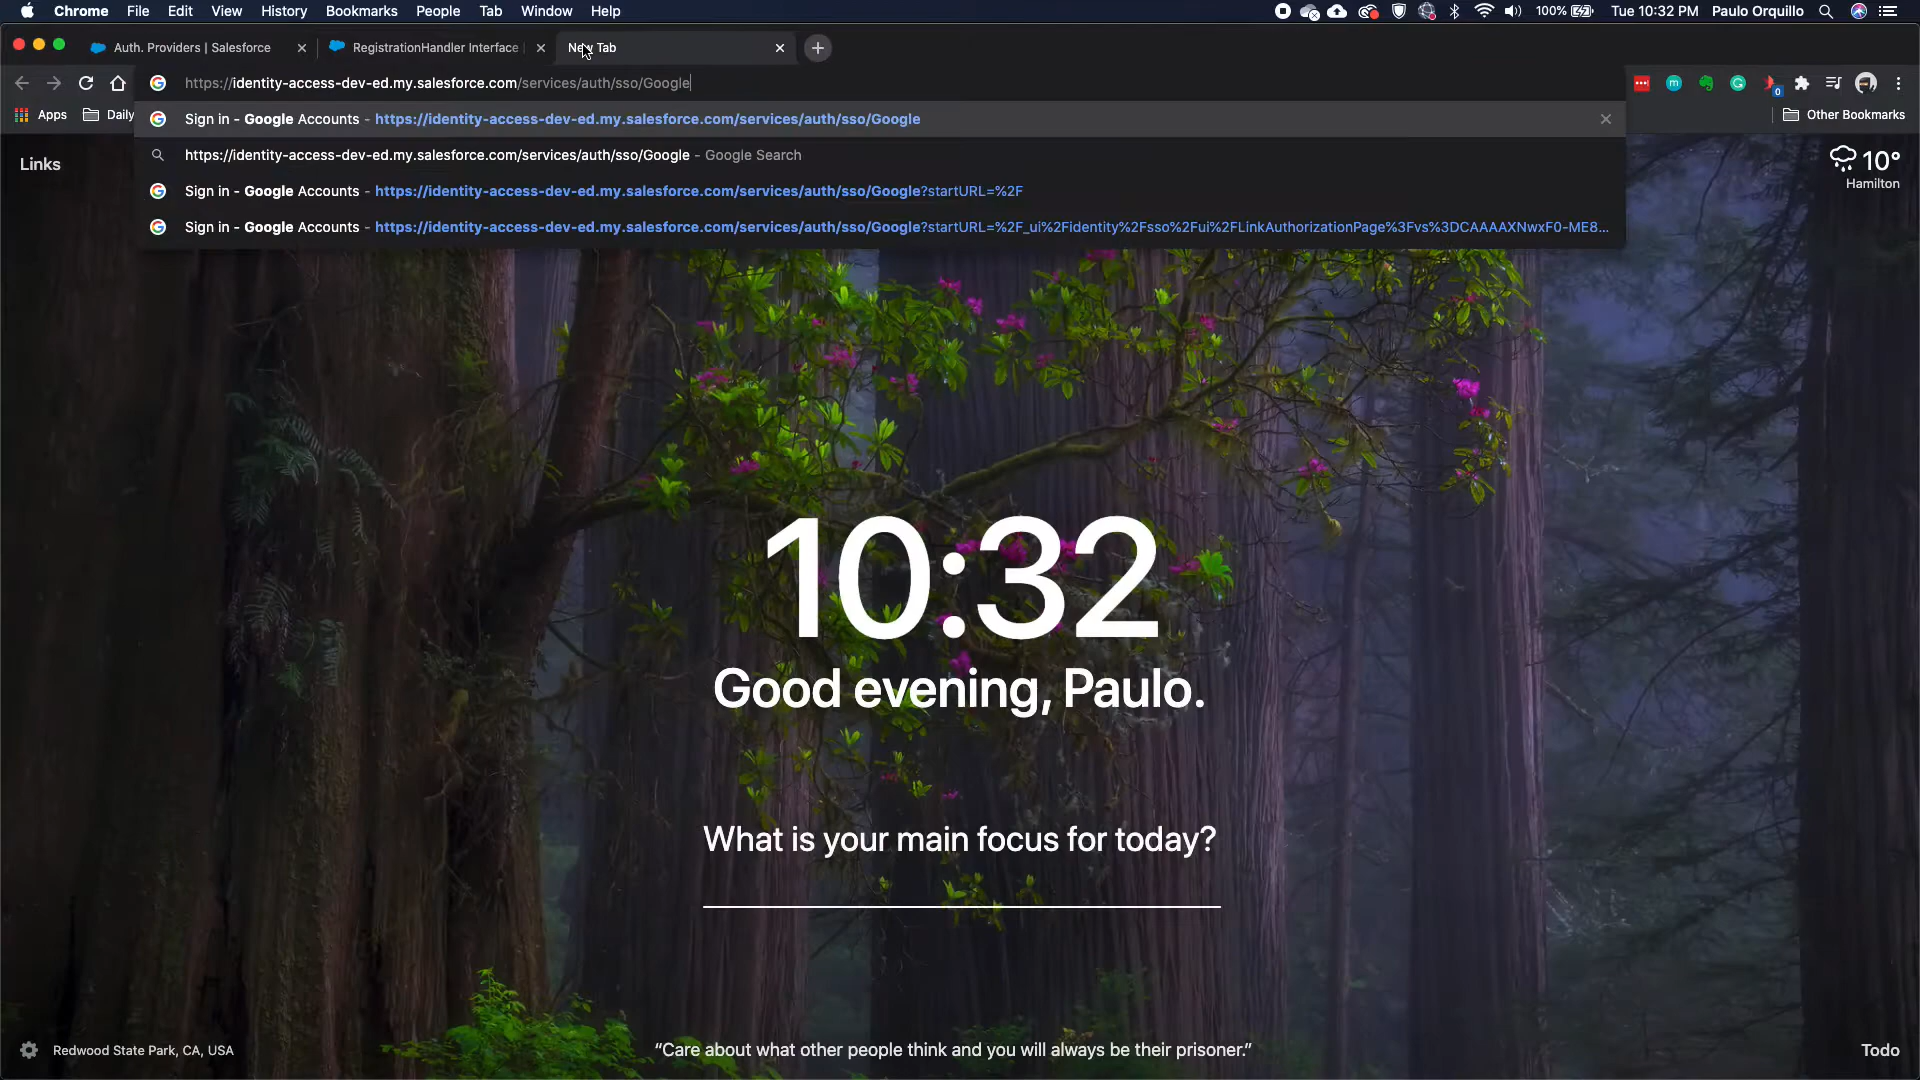 Chrome File Edit View History Bookmarks People Tab Window Help 100% Tue 10:32 PM Paulo Orquillo
Auth. Providers | Salesforce RegistrationHandler Interface | New Tab
https://identity-access-dev-ed.my.salesforce.com/services/auth/sso/Google
Apps Daily Other Bookmarks
Sign in - Google Accounts - https://identity-access-dev-ed.my.salesforce.com/services/auth/sso/Google
https://identity-access-dev-ed.my.salesforce.com/services/auth/sso/Google - Google Search
Sign in - Google Accounts - https://identity-access-dev-ed.my.salesforce.com/services/auth/sso/Google?startURL=%2F
Sign in - Google Accounts - https://identity-access-dev-ed.my.salesforce.com/services/auth/sso/Google?startURL=%2F_ui%2Fidentity%2Fsso%2Fui%2FLinkAuthorizationPage%3Fvs%3DCAAAAXNwxF0-ME8...
Links
10°
Hamilton
10:32
Good evening, Paulo.
What is your main focus for today?
Redwood State Park, CA, USA
“Care about what other people think and you will always be their prisoner.”
Todo